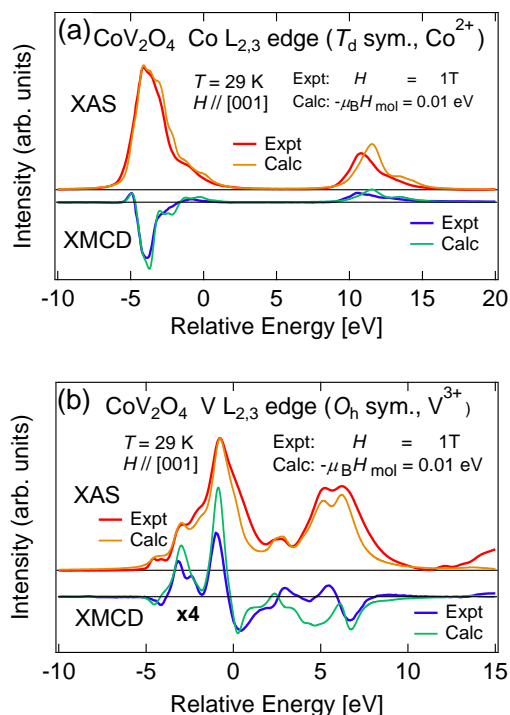 (a) CoV2O4 Co L2,3 edge (Td sym., Co2+)
XAS
T = 29 K
H // [001]
Expt: H = 1T
Calc: -μBHmol = 0.01 eV
Expt
Calc
XMCD
Expt
Calc
Intensity (arb. units)
-10 -5 0 5 10 15 20
Relative Energy [eV]
(b) CoV2O4 V L2,3 edge (Oh sym., V3+)
T = 29 K
H // [001]
Expt: H = 1T
Calc: -μBHmol = 0.01 eV
XAS
Expt
Calc
XMCD
x4
Expt
Calc
Intensity (arb. units)
-10 -5 0 5 10 15
Relative Energy [eV]